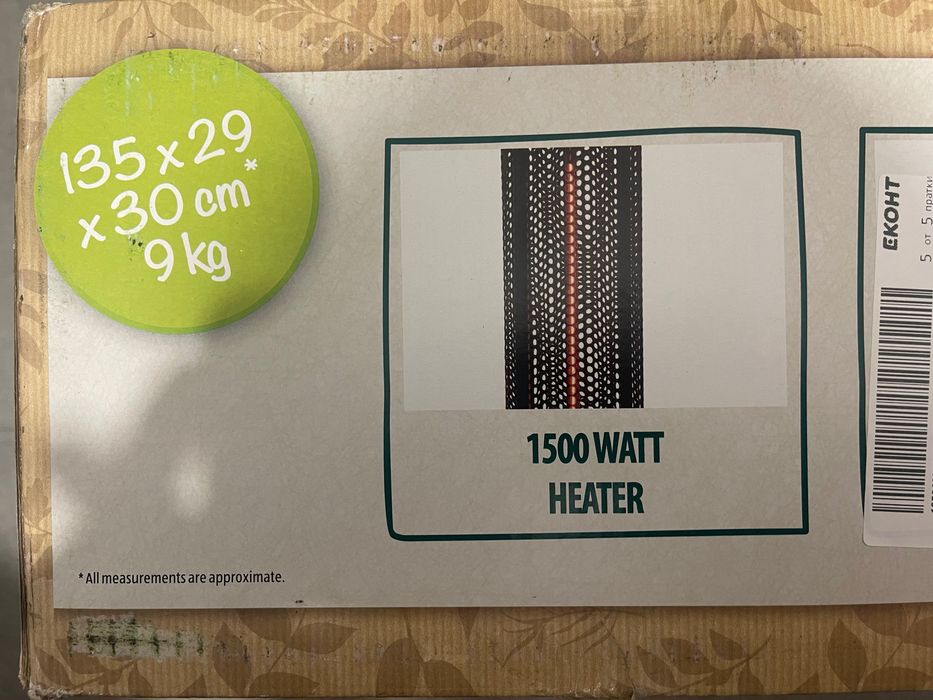 135 x 29
x 30 cm*
9 kg
1500 WATT
HEATER
* All measurements are approximate.
ЕКОНТ
5 от 5 пратки